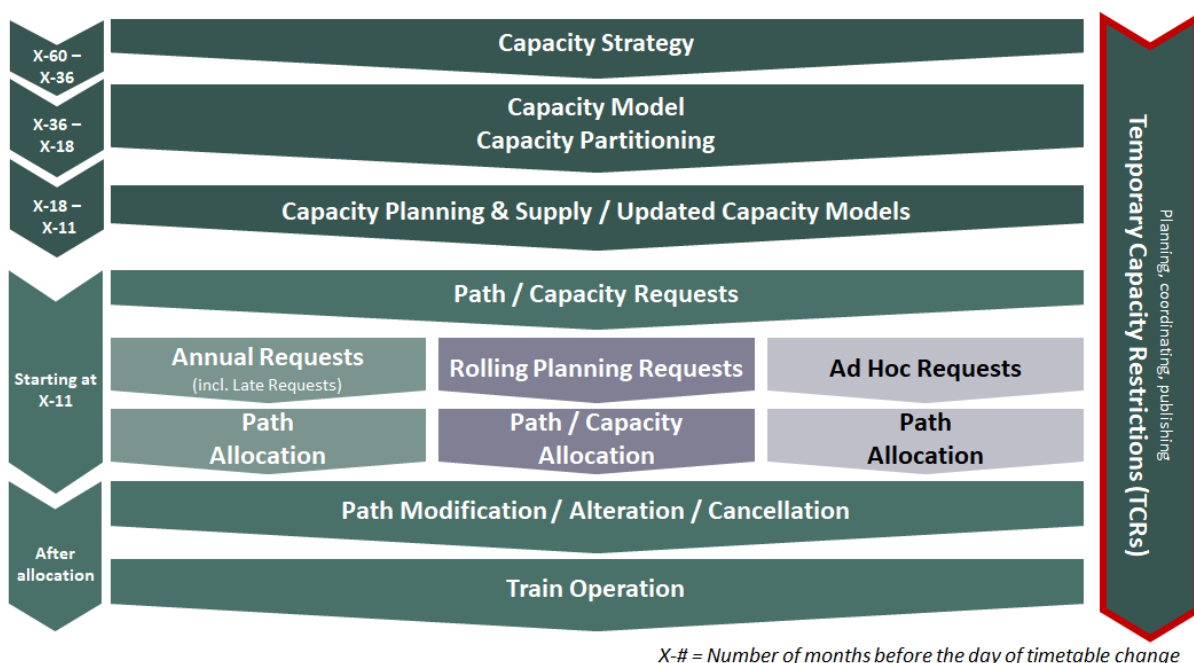 X-60 –
X-36
Capacity Strategy
X-36 –
X-18
Capacity Model
Capacity Partitioning
X-18 –
X-11
Capacity Planning & Supply / Updated Capacity Models
Starting at
X-11
Path / Capacity Requests
Annual Requests
(incl. Late Requests)
Rolling Planning Requests
Ad Hoc Requests
Path
Allocation
Path / Capacity
Allocation
Path
Allocation
After
allocation
Path Modification / Alteration / Cancellation
Train Operation
Planning, coordinating, publishing
Temporary Capacity Restrictions (TCRs)
X-# = Number of months before the day of timetable change